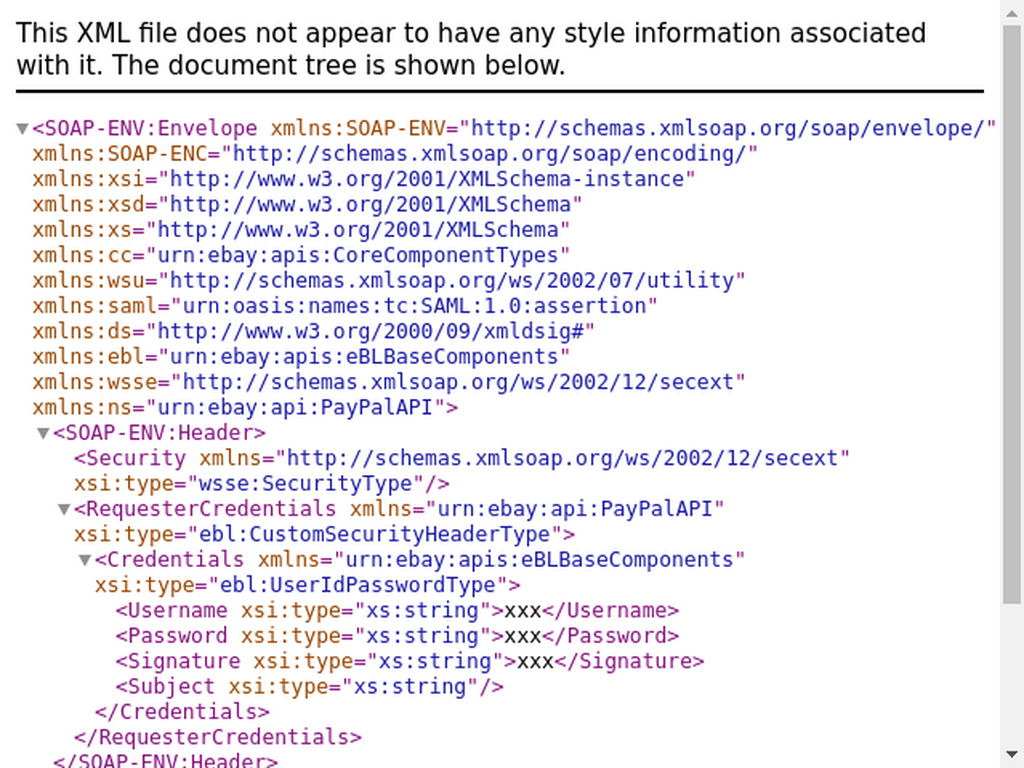 This XML file does not appear to have any style information associated
with it. The document tree is shown below.
▼<SOAP-ENV:Envelope xmlns:SOAP-ENV="http://schemas.xmlsoap.org/soap/envelope/"
xmlns:SOAP-ENC="http://schemas.xmlsoap.org/soap/encoding/"
xmlns:xsi="http://www.w3.org/2001/XMLSchema-instance"
xmlns:xsd="http://www.w3.org/2001/XMLSchema"
xmlns:xs="http://www.w3.org/2001/XMLSchema"
xmlns:cc="urn:ebay:apis:CoreComponentTypes"
xmlns:wsu="http://schemas.xmlsoap.org/ws/2002/07/utility"
xmlns:saml="urn:oasis:names:tc:SAML:1.0:assertion"
xmlns:ds="http://www.w3.org/2000/09/xmldsig#"
xmlns:ebl="urn:ebay:apis:eBLBaseComponents"
xmlns:wsse="http://schemas.xmlsoap.org/ws/2002/12/secext"
xmlns:ns="urn:ebay:api:PayPalAPI">
▼<SOAP-ENV:Header>
<Security xmlns="http://schemas.xmlsoap.org/ws/2002/12/secext"
xsi:type="wsse:SecurityType"/>
▼<RequesterCredentials xmlns="urn:ebay:api:PayPalAPI"
xsi:type="ebl:CustomSecurityHeaderType">
▼<Credentials xmlns="urn:ebay:apis:eBLBaseComponents"
xsi:type="ebl:UserIdPasswordType">
<Username xsi:type="xs:string">xxx</Username>
<Password xsi:type="xs:string">xxx</Password>
<Signature xsi:type="xs:string">xxx</Signature>
<Subject xsi:type="xs:string"/>
</Credentials>
</RequesterCredentials>
</SOAP-ENV:Header>